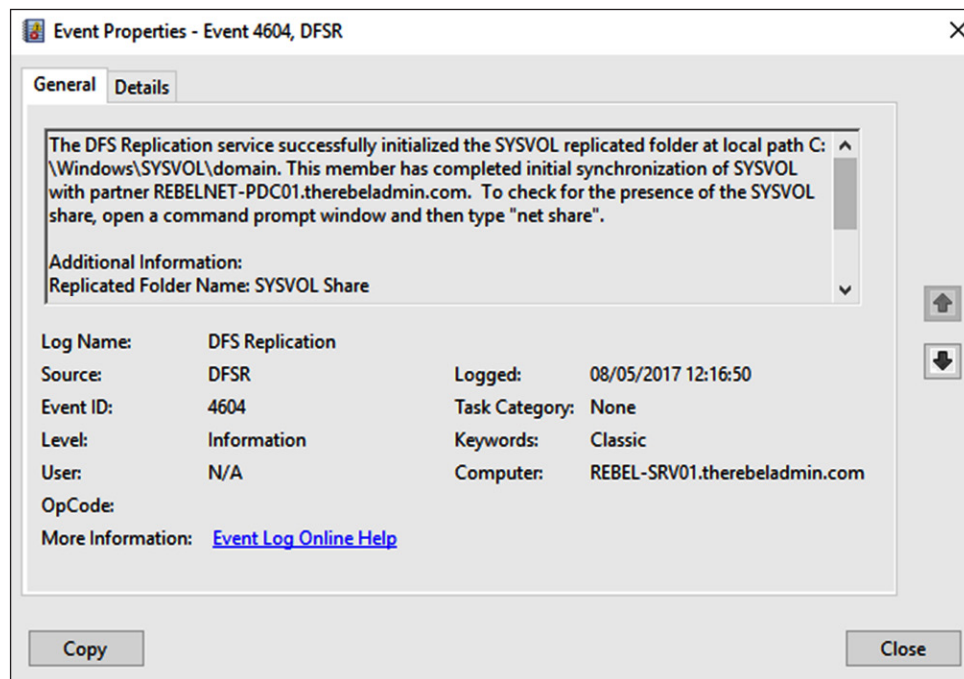 Event Properties - Event 4604, DFSR
General Details
The DFS Replication service successfully initialized the SYSVOL replicated folder at local path C:
\Windows\SYSVOL\domain. This member has completed initial synchronization of SYSVOL
with partner REBELNET-PDC01.therebeladmin.com.  To check for the presence of the SYSVOL
share, open a command prompt window and then type "net share".
Additional Information:
Replicated Folder Name: SYSVOL Share
Log Name: DFS Replication
Source: DFSR Logged: 08/05/2017 12:16:50
Event ID: 4604 Task Category: None
Level: Information Keywords: Classic
User: N/A Computer: REBEL-SRV01.therebeladmin.com
OpCode:
More Information: Event Log Online Help
Copy Close